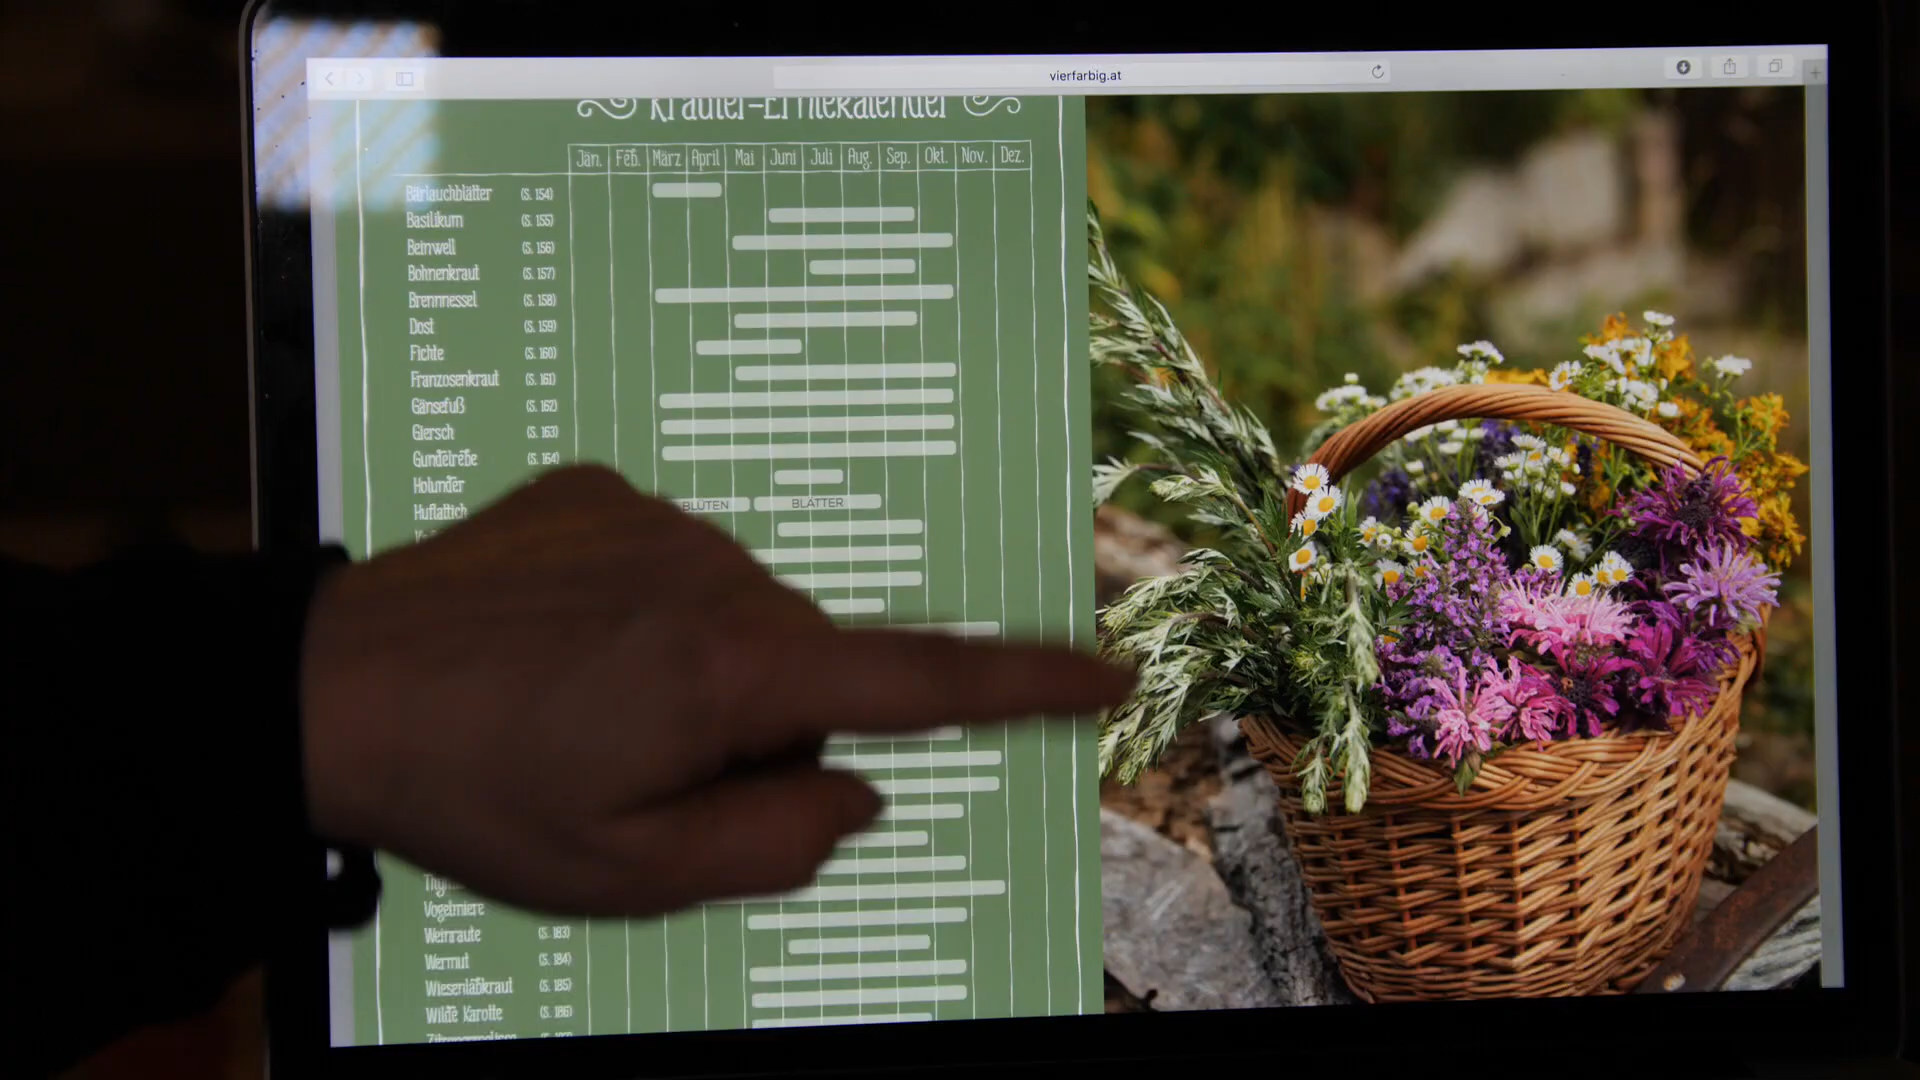 vierfarbig.at
Kräuter-Erntekalender
Jän. Feb. März April Mai Juni Juli Aug. Sep. Okt. Nov. Dez.
Bärlauchblätter (S. 154)
Basilikum (S. 155)
Beinwell (S. 156)
Bohnenkraut (S. 157)
Brennnessel (S. 158)
Dost (S. 159)
Fichte (S. 160)
Franzosenkraut (S. 161)
Gänsefuß (S. 162)
Giersch (S. 163)
Gundelrebe (S. 164)
Holunder
Huflattich BLÜTEN BLÄTTER
Vogelmiere
Weinraute (S. 183)
Wermut (S. 184)
Wiesenlabkraut (S. 185)
Wilde Karotte (S. 186)